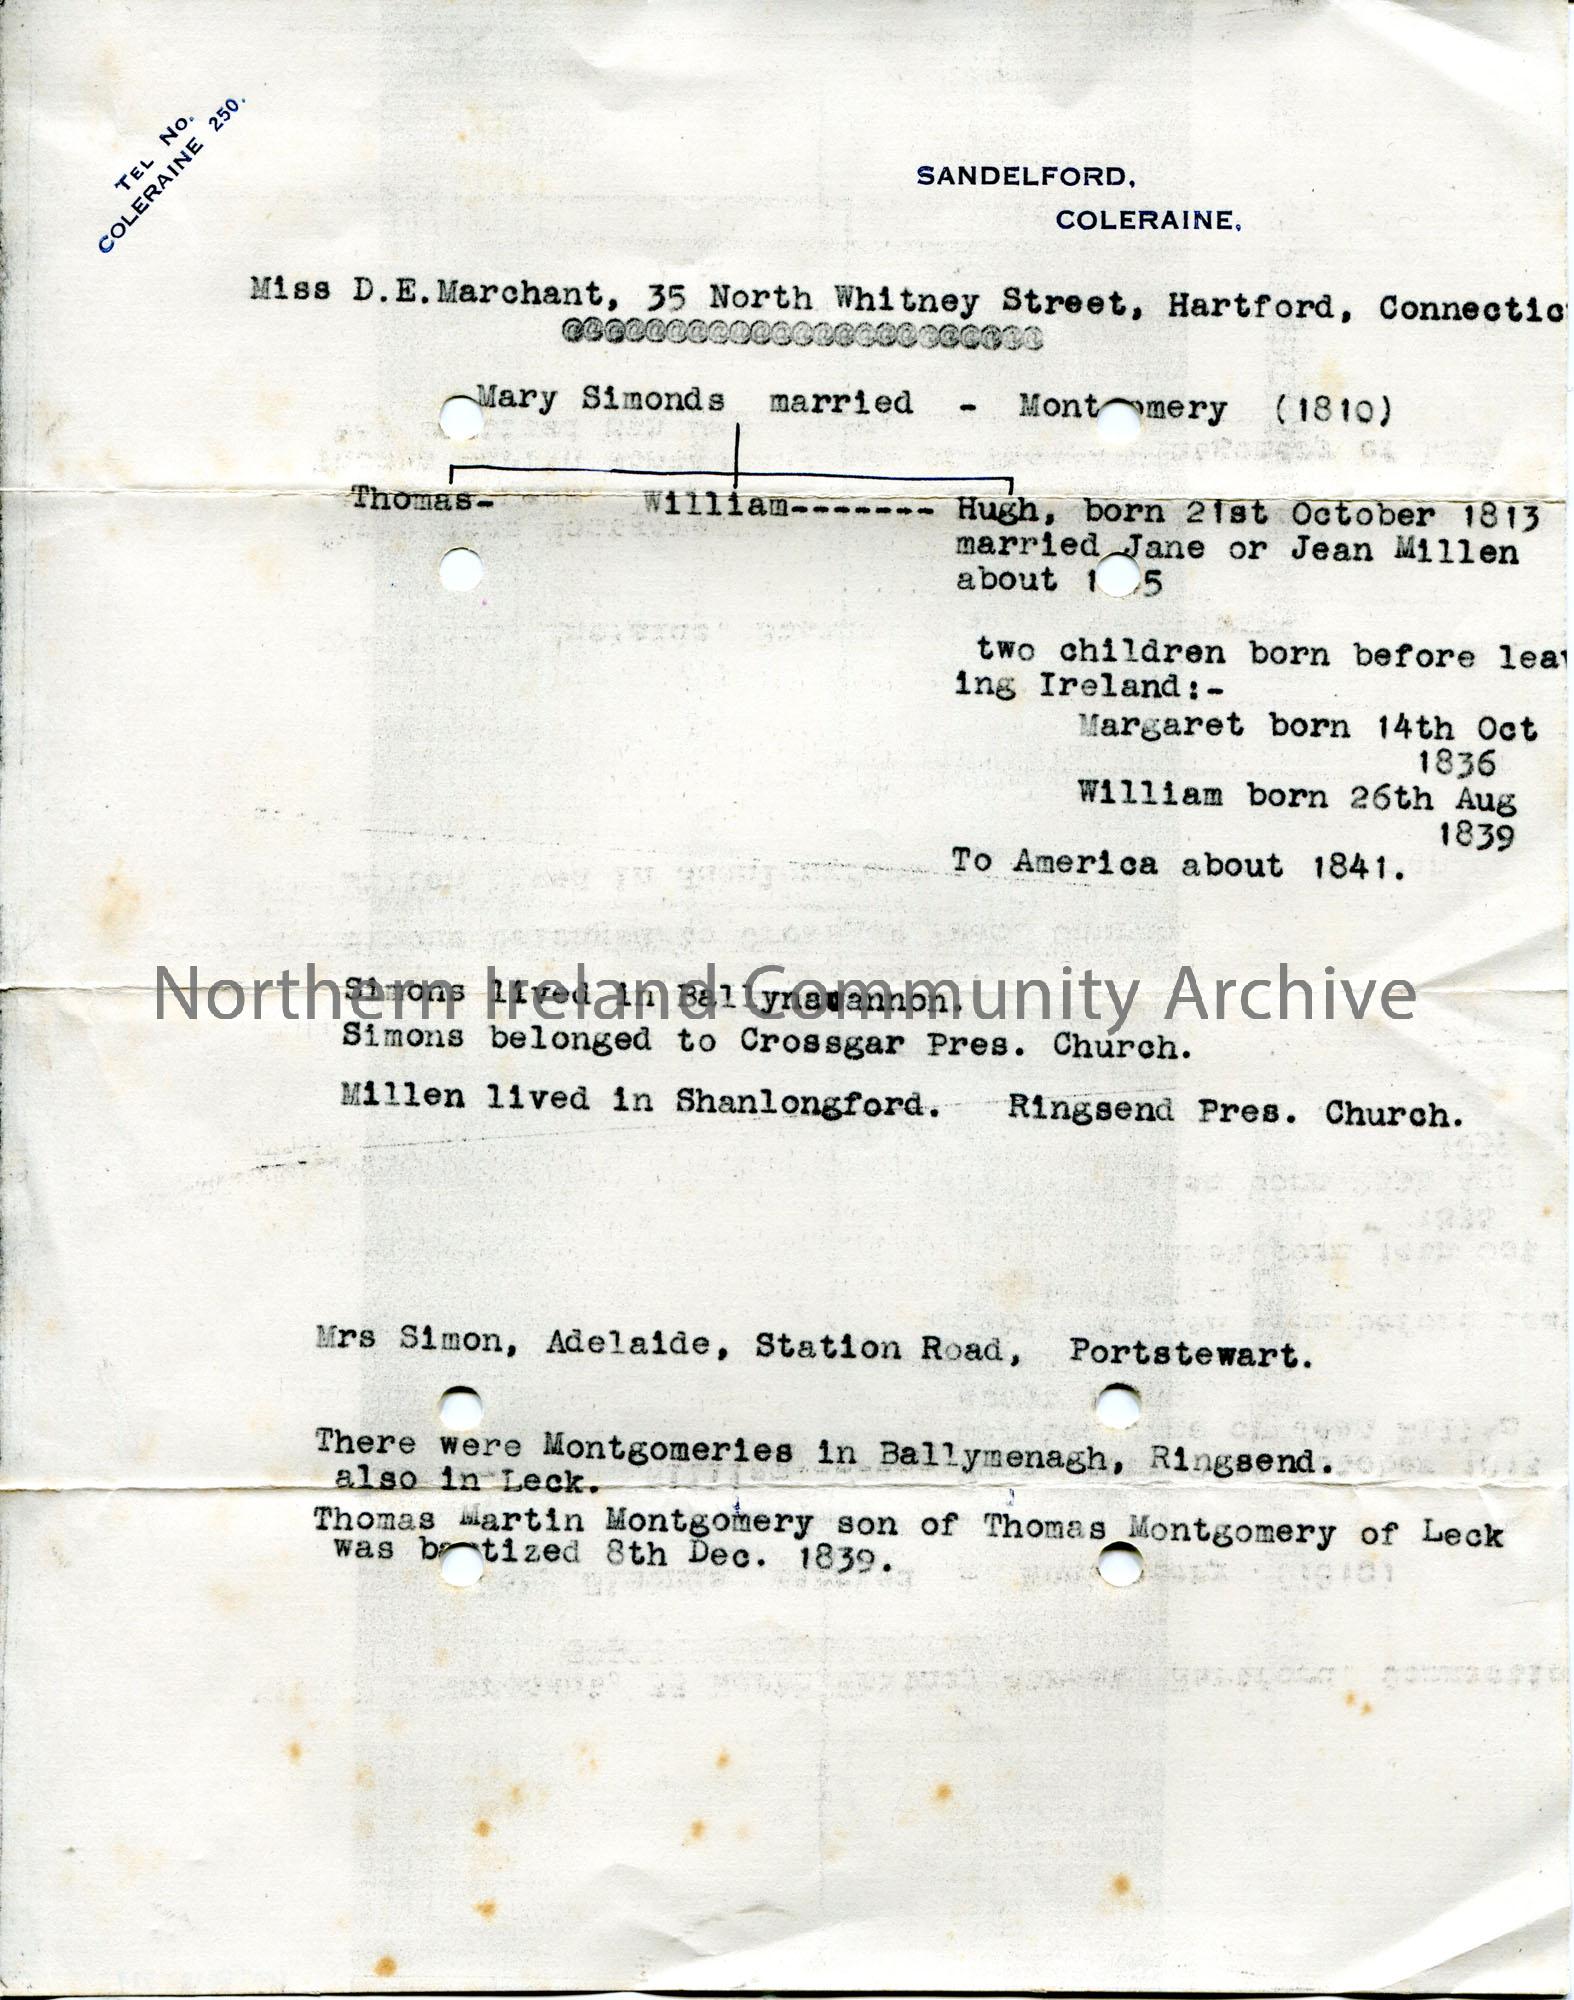 TEL NO.
COLERAINE 250.
SANDELFORD,
COLERAINE.
Miss D.E.Marchant, 35 North Whitney Street, Hartford, Connectic
@@@@@@@@@@@@@@@@@@@@@@@
Mary Simonds married - Montgomery (1810)
Thomas- William------- Hugh, born 21st October 1813
married Jane or Jean Millen
about
two children born before leav
ing Ireland:-
Margaret born 14th Oct
1836
William born 26th Aug
1839
To America about 1841.
Northern Ireland Community Archive
Simons lived in
Simons belonged to Crossgar Pres. Church.
Millen lived in Shanlongford. Ringsend Pres. Church.
Mrs Simon, Adelaide, Station Road, Portstewart.
There were Montgomeries in Ballymenagh, Ringsend.
also in Leck.
Thomas Martin Montgomery son of Thomas Montgomery of Leck
was baptized 8th Dec. 1839.